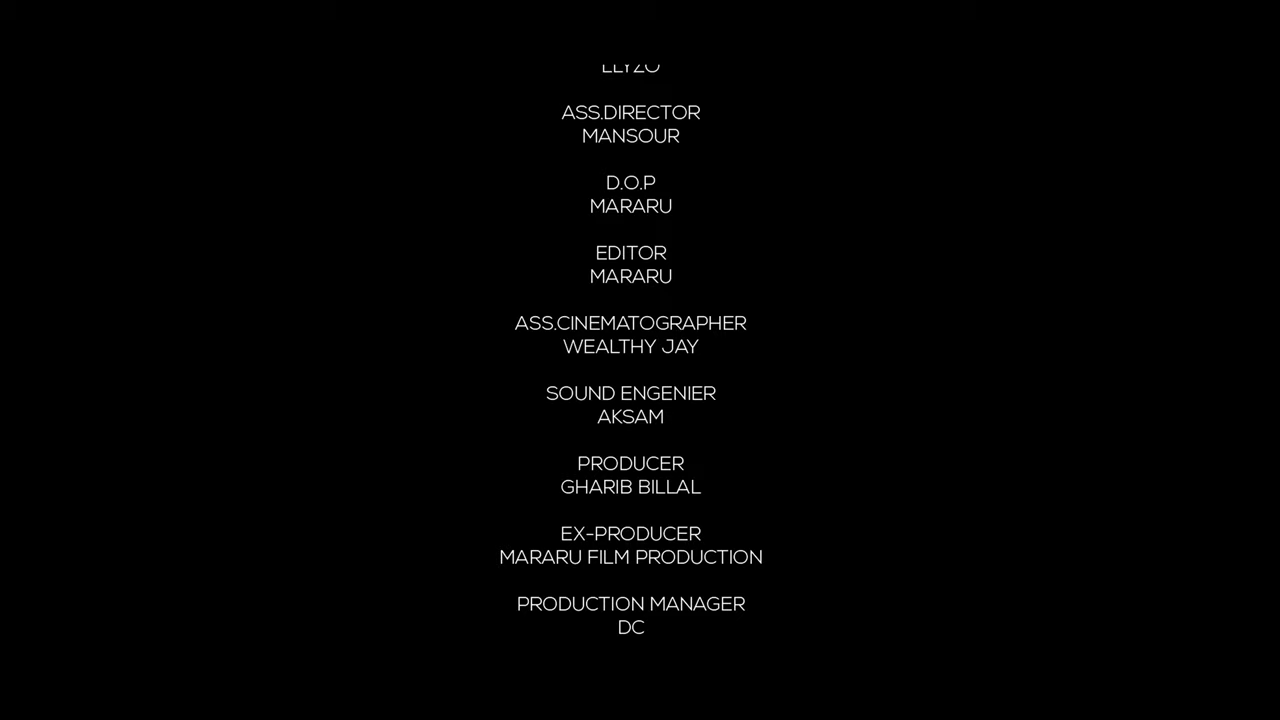 ASS.DIRECTOR
MANSOUR
D.O.P
MARARU
EDITOR
MARARU
ASS.CINEMATOGRAPHER
WEALTHY JAY
SOUND ENGENIER
AKSAM
PRODUCER
GHARIB BILLAL
EX-PRODUCER
MARARU FILM PRODUCTION
PRODUCTION MANAGER
DC